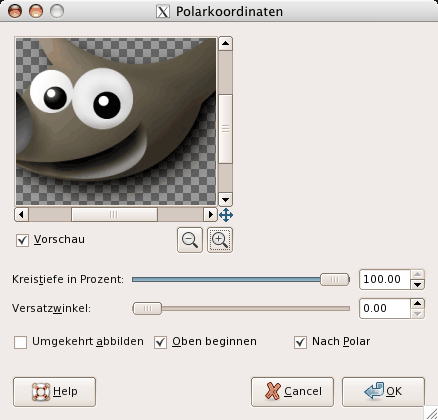 Polarkoordinaten
Vorschau
Kreistiefe in Prozent: 100.00
Versatzwinkel: 0.00
Umgekehrt abbilden Oben beginnen Nach Polar
Help Cancel OK